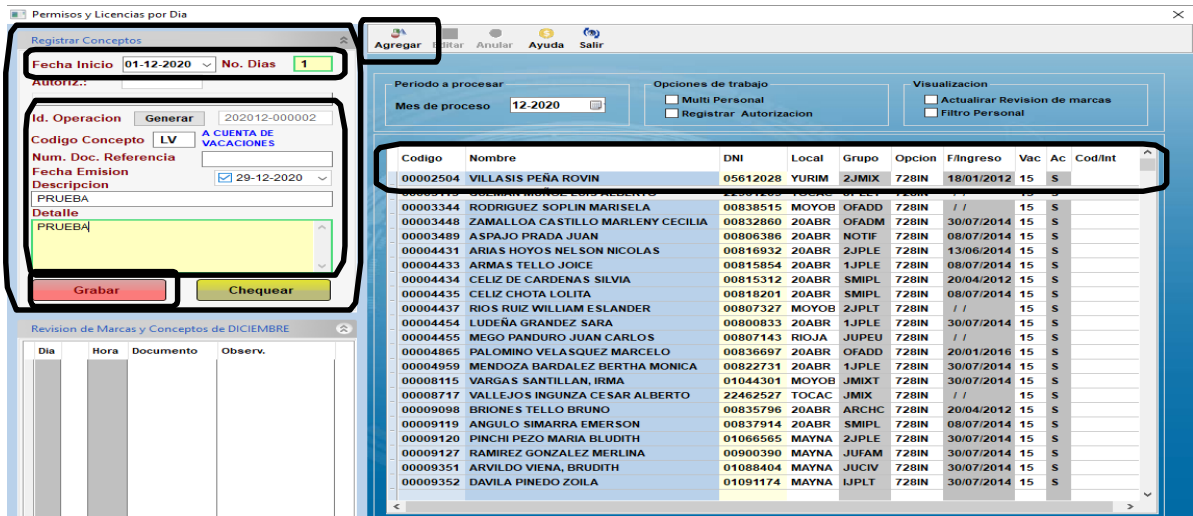 Permisos y Licencias por Dia
Registrar Conceptos
Fecha Inicio 01-12-2020 No. Dias 1
Autoriz.:
Id. Operacion Generar 202012-000002
Codigo Concepto LV A CUENTA DE VACACIONES
Num. Doc. Referencia
Fecha Emision 29-12-2020
Descripcion
PRUEBA
Detalle
PRUEBA
Grabar Chequear
Revision de Marcas y Conceptos de DICIEMBRE
Dia Hora Documento Observ.
Agregar Editar Anular Ayuda Salir
Periodo a procesar
Mes de proceso 12-2020
Opciones de trabajo
Multi Personal
Registrar Autorizacion
Visualizacion
Actualirar Revision de marcas
Filtro Personal
Codigo Nombre DNI Local Grupo Opcion F/Ingreso Vac Ac Cod/Int
00002504 VILLASIS PEÑA ROVIN 05612028 YURIM 2JMIX 728IN 18/01/2012 15 S
00003344 RODRIGUEZ SOPLIN MARISELA 00838515 MOYOB OFADD 728IN / / 15 S
00003448 ZAMALLOA CASTILLO MARLENY CECILIA 00832860 20ABR OFADM 728IN 30/07/2014 15 S
00003489 ASPAJO PRADA JUAN 00806386 20ABR NOTIF 728IN 08/07/2014 15 S
00004431 ARIAS HOYOS NELSON NICOLAS 00816932 20ABR 2JPLE 728IN 13/06/2014 15 S
00004433 ARMAS TELLO JOICE 00815854 20ABR 1JPLE 728IN 08/07/2014 15 S
00004434 CELIZ DE CARDENAS SILVIA 00815312 20ABR SMIPL 728IN 20/04/2012 15 S
00004435 CELIZ CHOTA LOLITA 00818201 20ABR SMIPL 728IN 08/07/2014 15 S
00004437 RIOS RUIZ WILLIAM ESLANDER 00807327 MOYOB 2JPLT 728IN / / 15 S
00004454 LUDEÑA GRANDEZ SARA 00800833 20ABR 1JPLE 728IN 30/07/2014 15 S
00004455 MEGO PANDURO JUAN CARLOS 00807143 RIOJA JUPEU 728IN / / 15 S
00004865 PALOMINO VELASQUEZ MARCELO 00836697 20ABR OFADD 728IN 20/01/2016 15 S
00004959 MENDOZA BARDALEZ BERTHA MONICA 00822731 20ABR 1JPLE 728IN 30/07/2014 15 S
00008115 VARGAS SANTILLAN, IRMA 01044301 MOYOB JMIXT 728IN 30/07/2014 15 S
00008717 VALLEJOS INGUNZA CESAR ALBERTO 22462527 TOCAC JMIX 728IN / / 15 S
00009098 BRIONES TELLO BRUNO 00835796 20ABR ARCHC 728IN 20/04/2012 15 S
00009119 ANGULO SIMARRA EMERSON 00837914 20ABR SMIPL 728IN 08/07/2014 15 S
00009120 PINCHI PEZO MARIA BLUDITH 01066565 MAYNA 2JPLE 728IN 30/07/2014 15 S
00009127 RAMIREZ GONZALEZ MERLINA 00900390 MAYNA JUFAM 728IN 30/07/2014 15 S
00009351 ARVILDO VIENA, BRUDITH 01088404 MAYNA JUCIV 728IN 30/07/2014 15 S
00009352 DAVILA PINEDO ZOILA 01091174 MAYNA IJPLT 728IN 30/07/2014 15 S